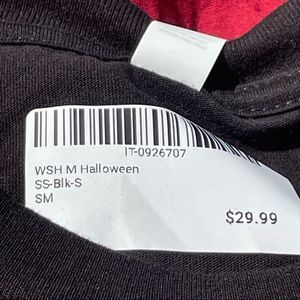 IT-0926707
WSH M Halloween
SS-Blk-S
SM
$29.99